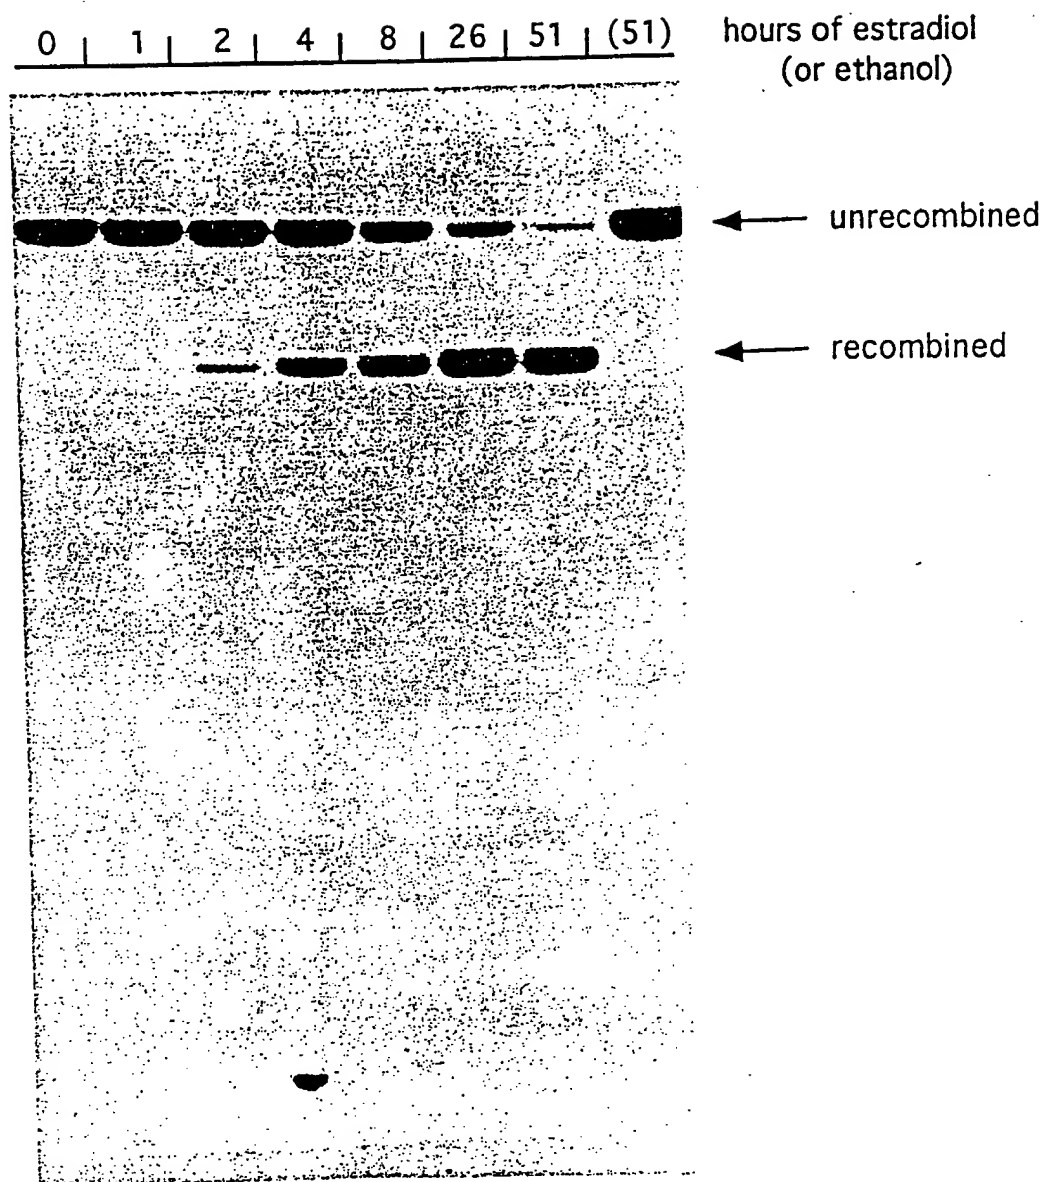 0 | 1 | 2 | 4 | 8 | 26 | 51 | (51) hours of estradiol
(or ethanol)
unrecombined
recombined